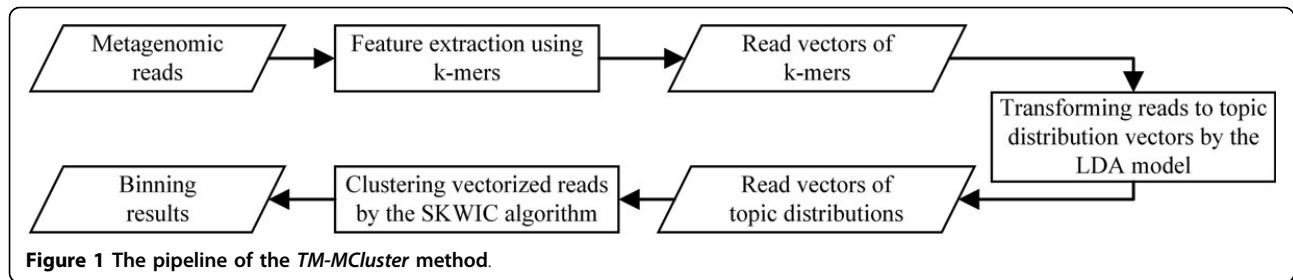 Metagenomic
reads
Feature extraction using
k-mers
Read vectors of
k-mers
Transforming reads to topic
distribution vectors by the
LDA model
Read vectors of
topic distributions
Clustering vectorized reads
by the SKWIC algorithm
Binning
results
Figure 1 The pipeline of the TM-MCluster method.